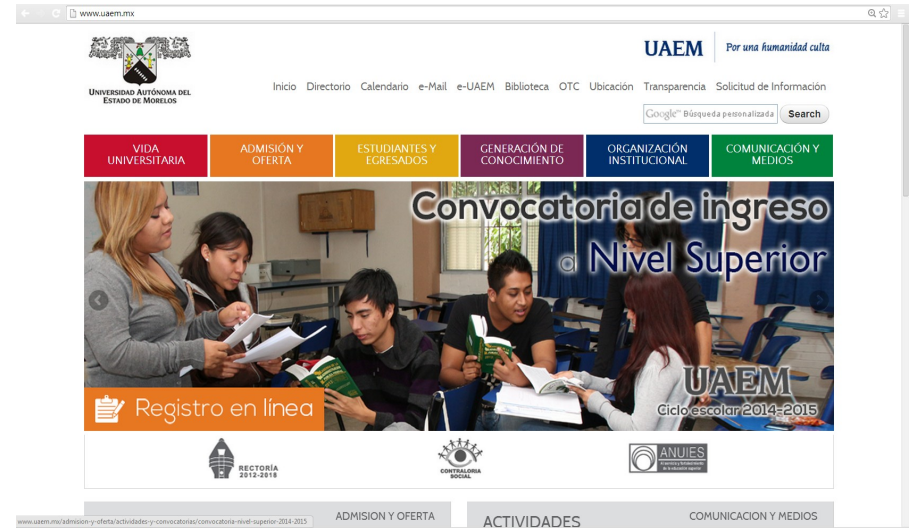 www.uaem.mx
UAEM
Por una humanidad culta
UNIVERSIDAD AUTÓNOMA DEL
ESTADO DE MORELOS
Inicio Directorio Calendario e-Mail e-UAEM Biblioteca OTC Ubicación Transparencia Solicitud de Información
Google™ Búsqueda personalizada Search
VIDA
UNIVERSITARIA
ADMISIÓN Y
OFERTA
ESTUDIANTES Y
EGRESADOS
GENERACIÓN DE
CONOCIMIENTO
ORGANIZACIÓN
INSTITUCIONAL
COMUNICACIÓN Y
MEDIOS
Convocatoria de ingreso
a Nivel Superior
UAEM
Ciclo escolar 2014-2015
Registro en línea
RECTORÍA
2012-2018
CONTRALORIA
SOCIAL
ANUIES
ADMISION Y OFERTA
ACTIVIDADES
COMUNICACION Y MEDIOS
www.uaem.mx/admision-y-oferta/actividades-y-convocatorias/convocatoria-nivel-superior-2014-2015